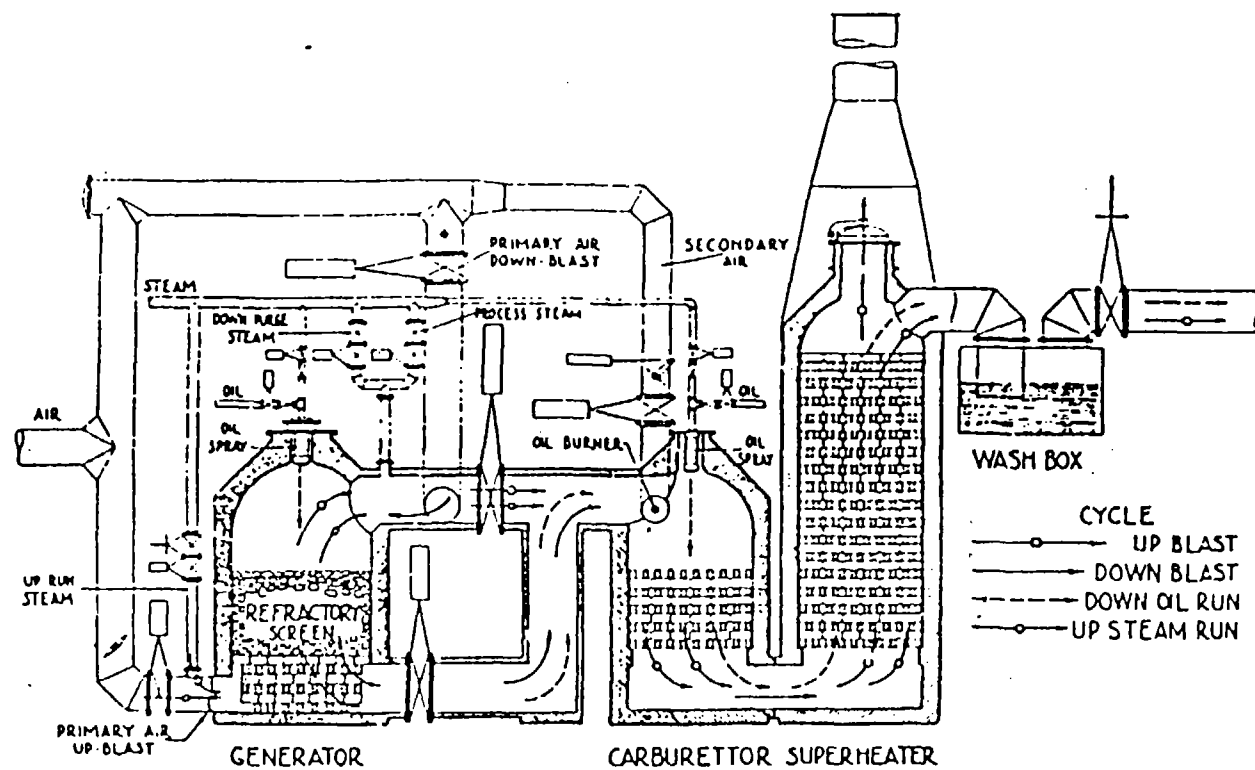 PRIMARY AIR
DOWN-BLAST
SECONDARY
AIR
STEAM
DOWN PURGE
STEAM
PROCESS STEAM
AIR
OIL
OIL
SPRAY
OIL BURNER
OIL
OIL
SPRAY
WASH BOX
UP RUN
STEAM
REFRACTORY
SCREEN
PRIMARY AIR
UP-BLAST
GENERATOR
CARBURETTOR SUPERHEATER
CYCLE
UP BLAST
DOWN BLAST
DOWN OIL RUN
UP STEAM RUN